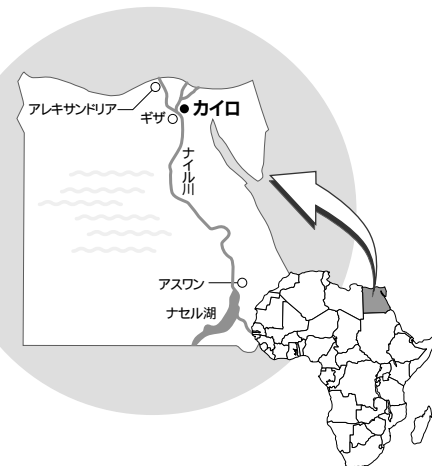 アレキサンドリア
カイロ
ギザ
ナイル川
アスワン
ナセル湖